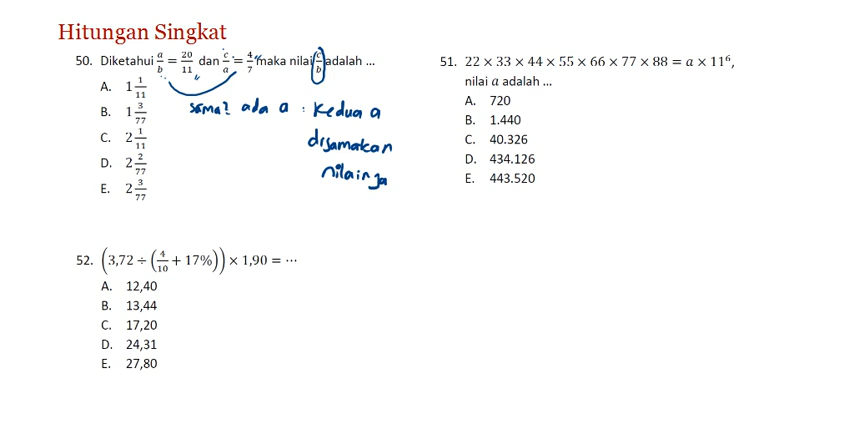 Hitungan Singkat
50. Diketahui a/b = 20/11 dan c/a = 4/7 maka nilai c/b adalah ...
A. 1 1/11
B. 1 3/77
C. 2 1/11
D. 2 2/77
E. 2 3/77
sama² ada a : Kedua a
disamakan
nilainya
51. 22 × 33 × 44 × 55 × 66 × 77 × 88 = a × 11⁶,
nilai a adalah ...
A. 720
B. 1.440
C. 40.326
D. 434.126
E. 443.520
52. (3,72 ÷ (4/10 + 17%)) × 1,90 = ⋯
A. 12,40
B. 13,44
C. 17,20
D. 24,31
E. 27,80